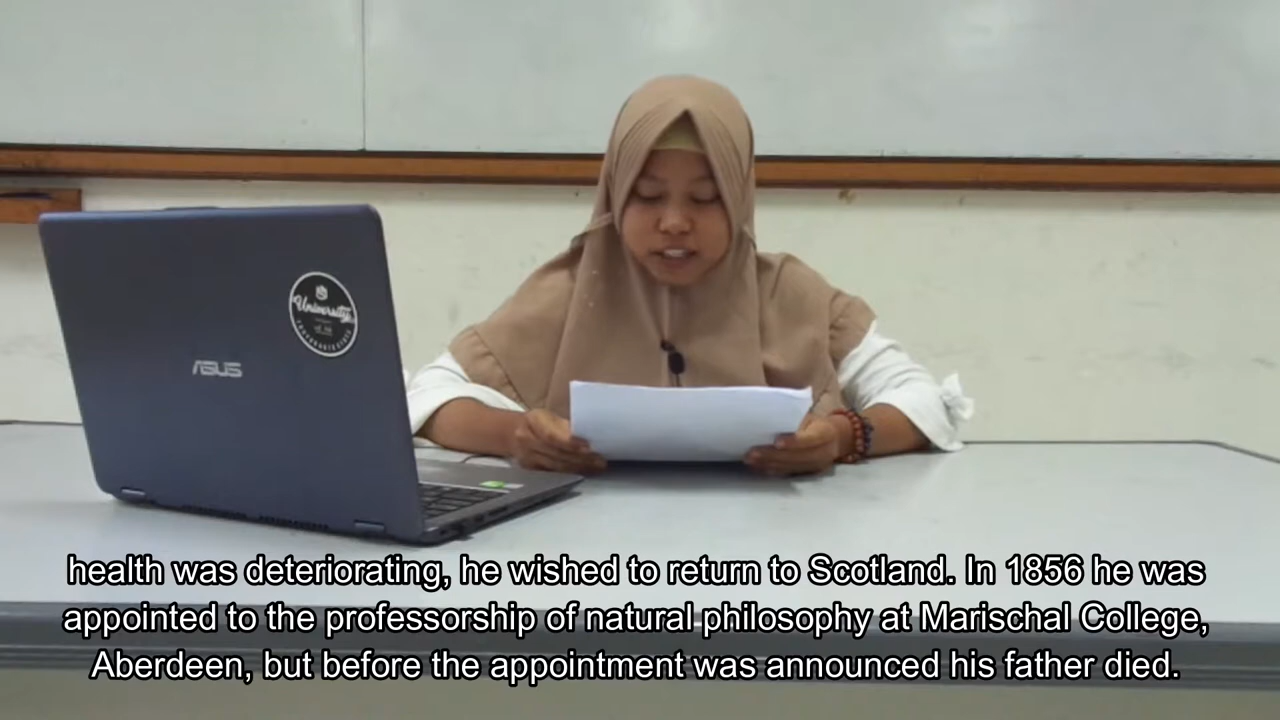 University
ASUS
health was deteriorating, he wished to return to Scotland. In 1856 he was
appointed to the professorship of natural philosophy at Marischal College,
Aberdeen, but before the appointment was announced his father died.